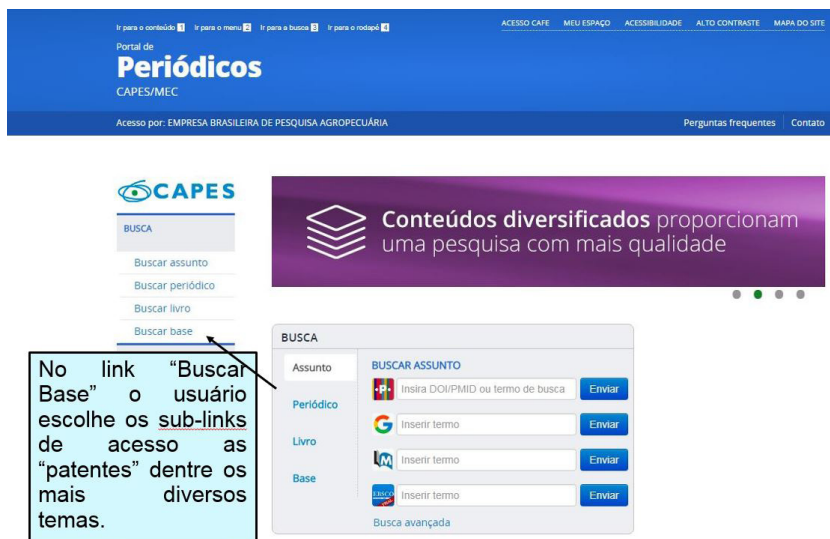 Ir para o conteúdo 1 Ir para o menu 2 Ir para a busca 3 Ir para o rodapé 4
ACESSO CAFE MEU ESPAÇO ACESSIBILIDADE ALTO CONTRASTE MAPA DO SITE
Portal de
Periódicos
CAPES/MEC
Acesso por: EMPRESA BRASILEIRA DE PESQUISA AGROPECUÁRIA
Perguntas frequentes Contato
CAPES
BUSCA
Buscar assunto
Buscar periódico
Buscar livro
Buscar base
Conteúdos diversificados proporcionam
uma pesquisa com mais qualidade
No link “Buscar
Base” o usuário
escolhe os sub-links
de acesso as
“patentes” dentre os
mais diversos
temas.
BUSCA
Assunto
Periódico
Livro
Base
BUSCAR ASSUNTO
.P. Insira DOI/PMID ou termo de busca Enviar
G Inserir termo Enviar
M Inserir termo Enviar
EBSCO Inserir termo Enviar
Busca avançada